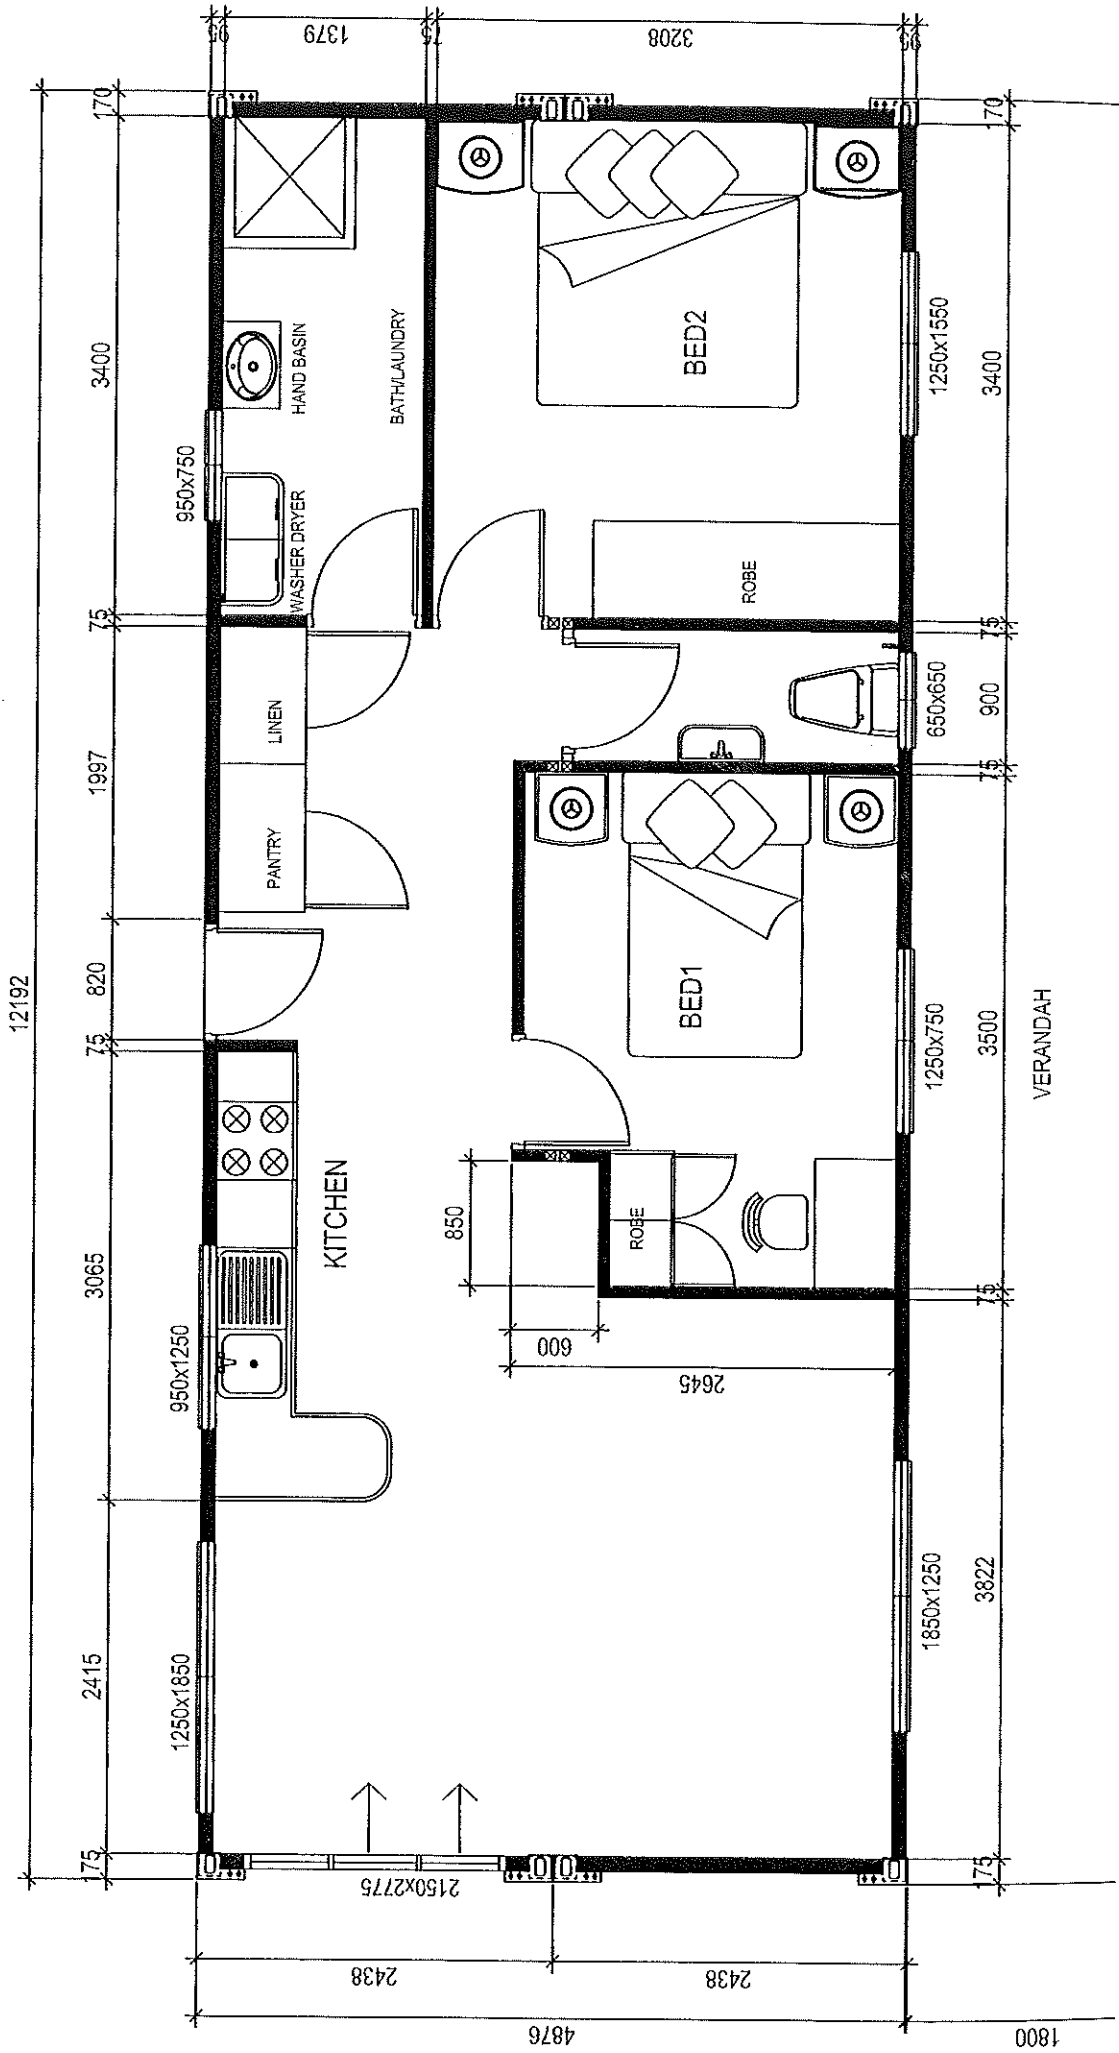 12192
170
3400
75
1997
820
75
3065
2415
175
950x750
950x1250
1250x1850
95
1379
75
3208
95
HAND BASIN
BATH/LAUNDRY
WASHER DRYER
LINEN
PANTRY
KITCHEN
BED2
ROBE
BED1
ROBE
850
600
2645
2150x2775
1250x1550
650x650
1250x750
1850x1250
170
3400
75
900
75
3500
75
3822
175
VERANDAH
2438
2438
4876
1800